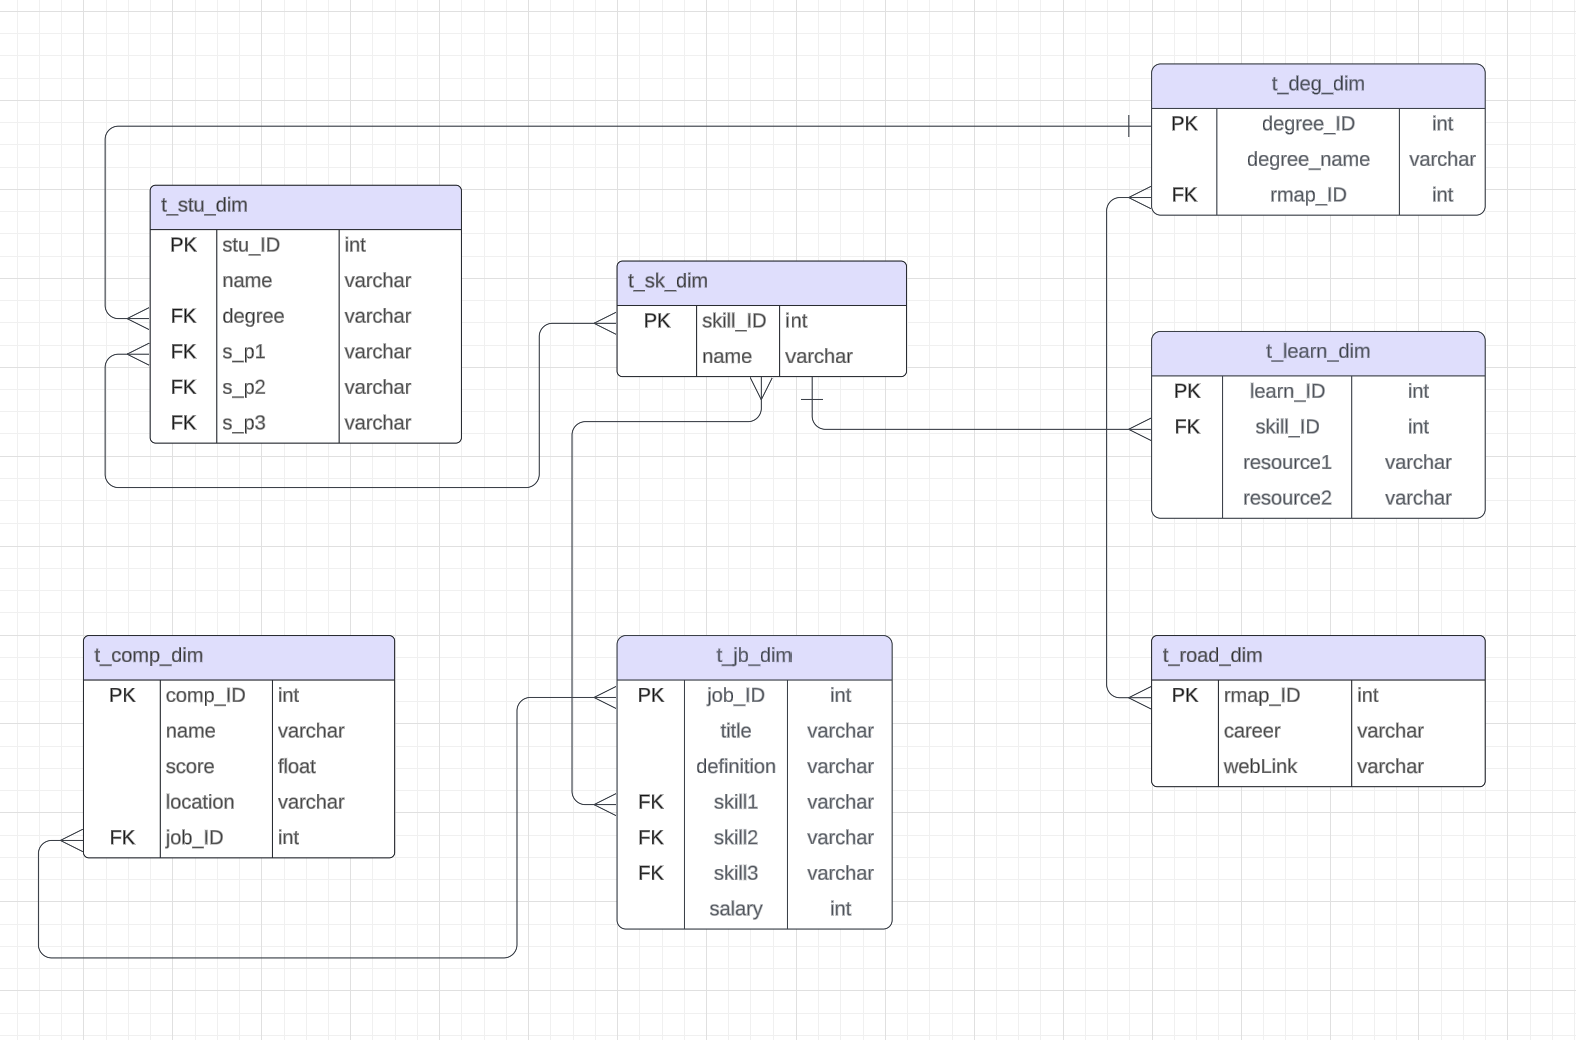 t_deg_dim
PK degree_ID int
degree_name varchar
FK rmap_ID int
t_stu_dim
PK stu_ID int
name varchar
FK degree varchar
FK s_p1 varchar
FK s_p2 varchar
FK s_p3 varchar
t_sk_dim
PK skill_ID int
name varchar
t_learn_dim
PK learn_ID int
FK skill_ID int
resource1 varchar
resource2 varchar
t_comp_dim
PK comp_ID int
name varchar
score float
location varchar
FK job_ID int
t_jb_dim
PK job_ID int
title varchar
definition varchar
FK skill1 varchar
FK skill2 varchar
FK skill3 varchar
salary int
t_road_dim
PK rmap_ID int
career varchar
webLink varchar